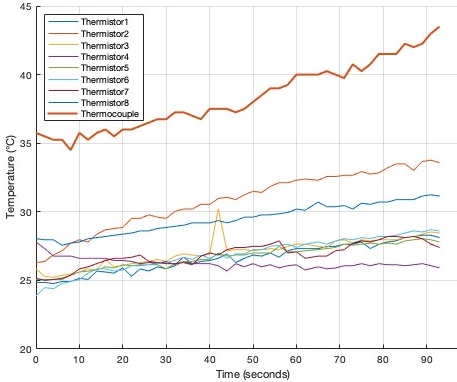 45
40
35
30
25
20
Temperature (°C)
Thermistor1
Thermistor2
Thermistor3
Thermistor4
Thermistor5
Thermistor6
Thermistor7
Thermistor8
Thermocouple
0 10 20 30 40 50 60 70 80 90
Time (seconds)